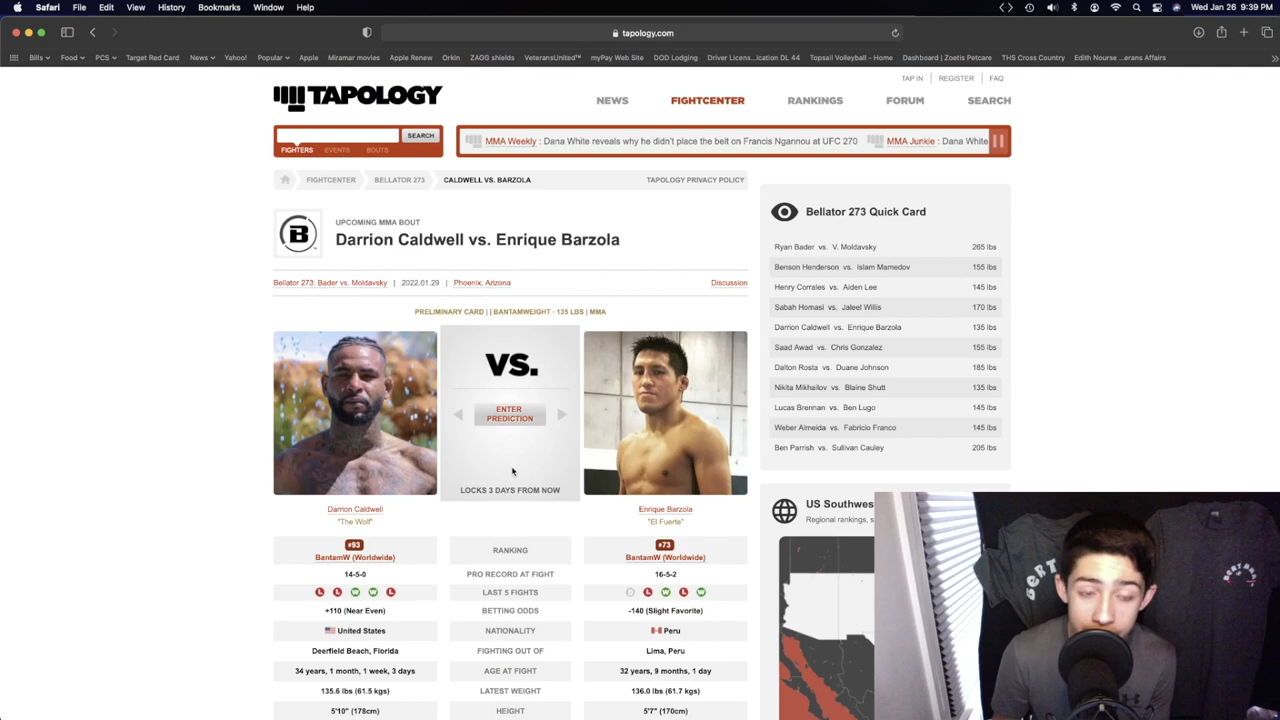 Safari File Edit View History Bookmarks Window Help
Wed Jan 26 9:39 PM
tapology.com
Bills Food PCS Target Red Card News Yahoo! Popular Apple Miramar movies Apple Renew Orkin ZAGG shields VeteransUnited™ myPay Web Site DOD Lodging Driver Licens...ication DL 44 Topsail Volleyball - Home Dashboard | Zoetis Petcare THS Cross Country Edith Nourse ...erans Affairs
TAP IN REGISTER FAQ
TAPOLOGY
NEWS FIGHTCENTER RANKINGS FORUM SEARCH
SEARCH
FIGHTERS EVENTS BOUTS
MMA Weekly : Dana White reveals why he didn't place the belt on Francis Ngannou at UFC 270 MMA Junkie : Dana White
FIGHTCENTER BELLATOR 273 CALDWELL VS. BARZOLA TAPOLOGY PRIVACY POLICY
B
UPCOMING MMA BOUT
Darrion Caldwell vs. Enrique Barzola
Bellator 273: Bader vs. Moldavsky | 2022.01.29 | Phoenix, Arizona Discussion
PRELIMINARY CARD | | BANTAMWEIGHT · 135 LBS | MMA
VS.
ENTER
PREDICTION
LOCKS 3 DAYS FROM NOW
Darrion Caldwell Enrique Barzola
"The Wolf" "El Fuerte"
#93 RANKING #73
BantamW (Worldwide) BantamW (Worldwide)
14-5-0 PRO RECORD AT FIGHT 16-5-2
L L W W L LAST 5 FIGHTS D L W L W
+110 (Near Even) BETTING ODDS -140 (Slight Favorite)
United States NATIONALITY Peru
Deerfield Beach, Florida FIGHTING OUT OF Lima, Peru
34 years, 1 month, 1 week, 3 days AGE AT FIGHT 32 years, 9 months, 1 day
135.6 lbs (61.5 kgs) LATEST WEIGHT 136.0 lbs (61.7 kgs)
5'10" (178cm) HEIGHT 5'7" (170cm)
Bellator 273 Quick Card
Ryan Bader vs. V. Moldavsky 265 lbs
Benson Henderson vs. Islam Mamedov 155 lbs
Henry Corrales vs. Aiden Lee 145 lbs
Sabah Homasi vs. Jaleel Willis 170 lbs
Darrion Caldwell vs. Enrique Barzola 135 lbs
Saad Awad vs. Chris Gonzalez 155 lbs
Dalton Rosta vs. Duane Johnson 185 lbs
Nikita Mikhailov vs. Blaine Shutt 135 lbs
Lucas Brennan vs. Ben Lugo 145 lbs
Weber Almeida vs. Fabricio Franco 145 lbs
Ben Parrish vs. Sullivan Cauley 205 lbs
US Southwes
Regional rankings, s